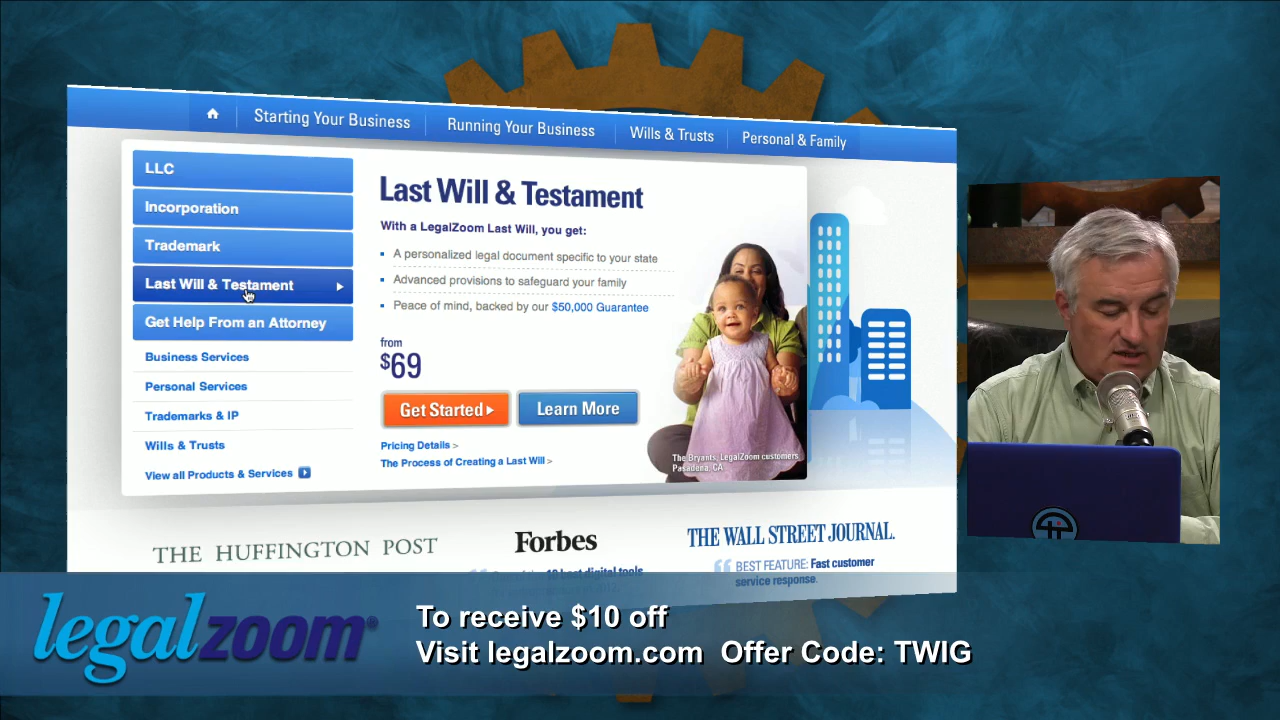 Starting Your Business
Running Your Business
Wills & Trusts
Personal & Family
LLC
Incorporation
Trademark
Last Will & Testament
Get Help From an Attorney
Business Services
Personal Services
Trademarks & IP
Wills & Trusts
View all Products & Services
Last Will & Testament
With a LegalZoom Last Will, you get:
A personalized legal document specific to your state
Advanced provisions to safeguard your family
Peace of mind, backed by our $50,000 Guarantee
from
$69
Get Started
Learn More
Pricing Details >
The Process of Creating a Last Will >
The Bryants, LegalZoom customers
Pasadena, CA
THE HUFFINGTON POST
Forbes
10 best digital tools
THE WALL STREET JOURNAL.
“ BEST FEATURE: Fast customer
service response.
legalzoom®
To receive $10 off
Visit legalzoom.com Offer Code: TWIG